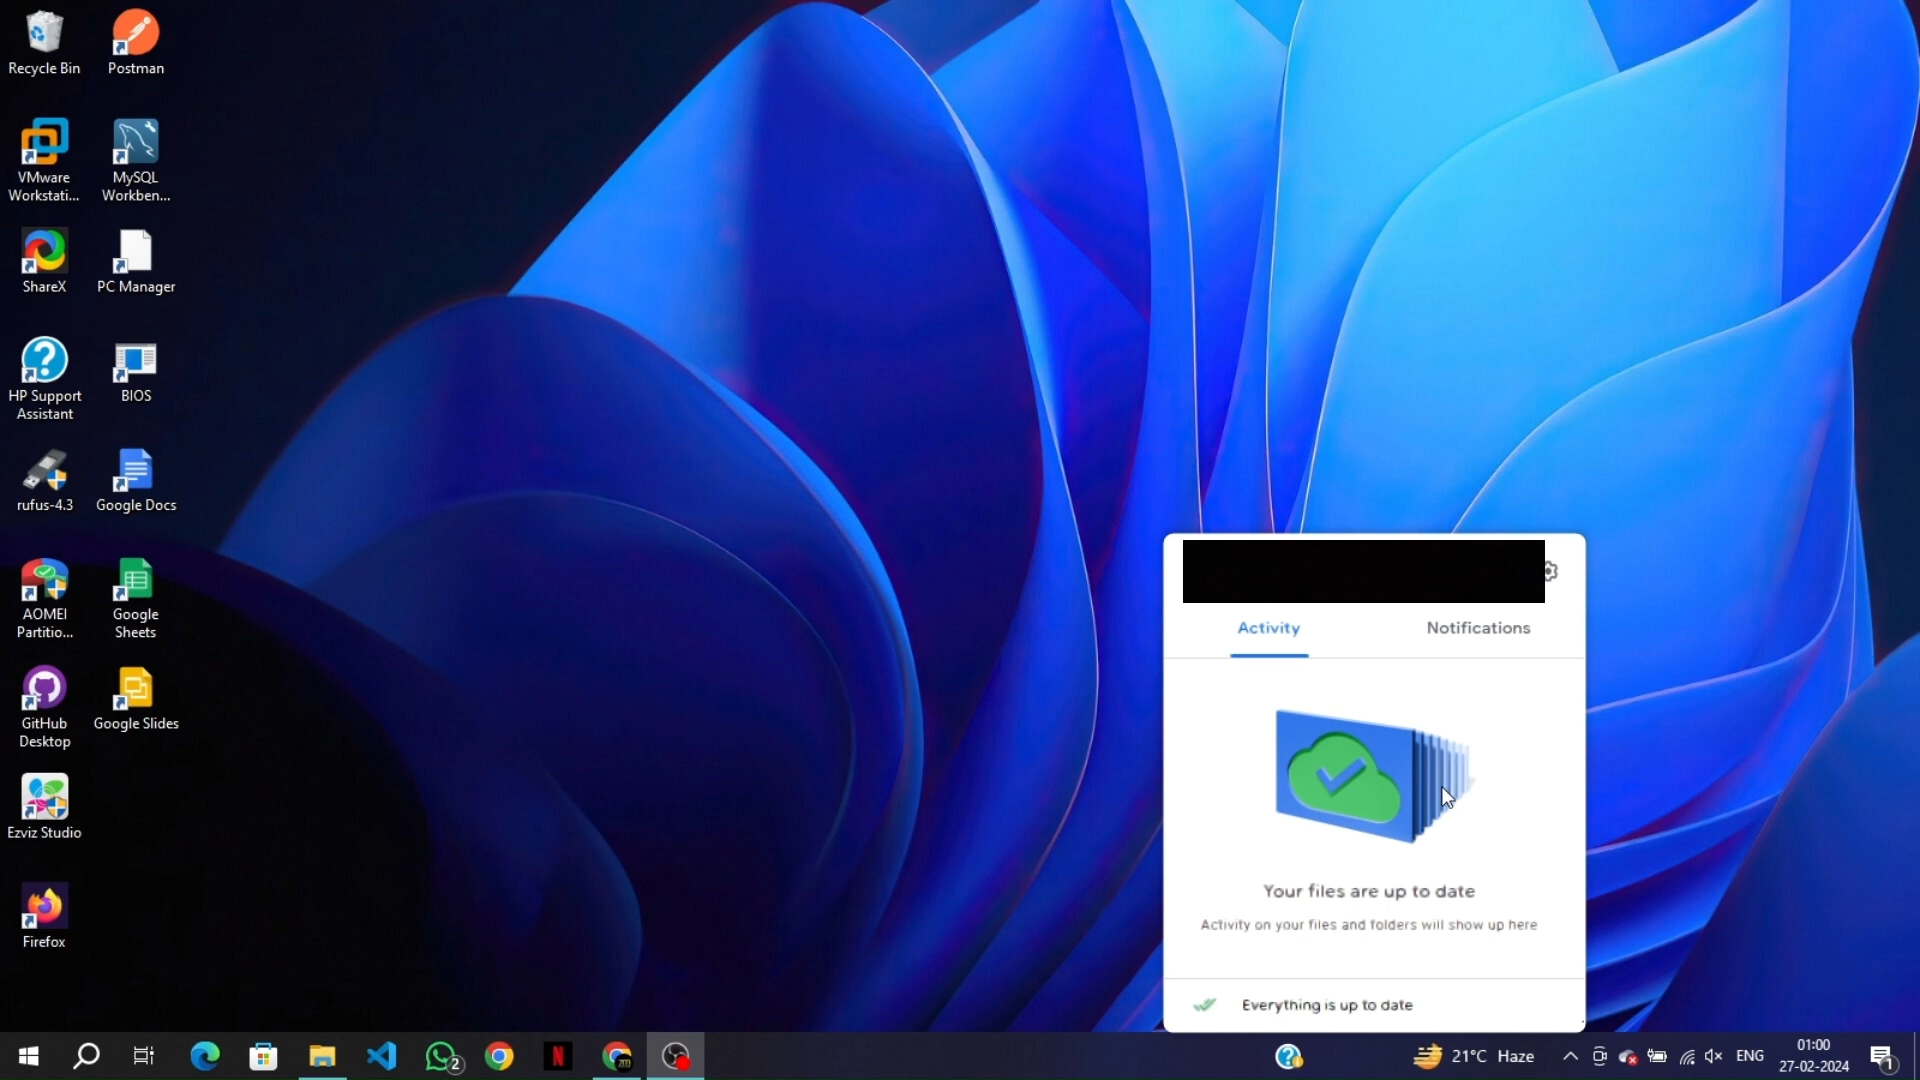 Recycle Bin
Postman
VMware
Workstati...
MySQL
Workben...
ShareX
PC Manager
HP Support
Assistant
BIOS
rufus-4.3
Google Docs
AOMEI
Partitio...
Google
Sheets
GitHub
Desktop
Google Slides
Ezviz Studio
Firefox
Activity
Notifications
Your files are up to date
Activity on your files and folders will show up here
Everything is up to date
2
N
21°C Haze
ENG
01:00
27-02-2024
1